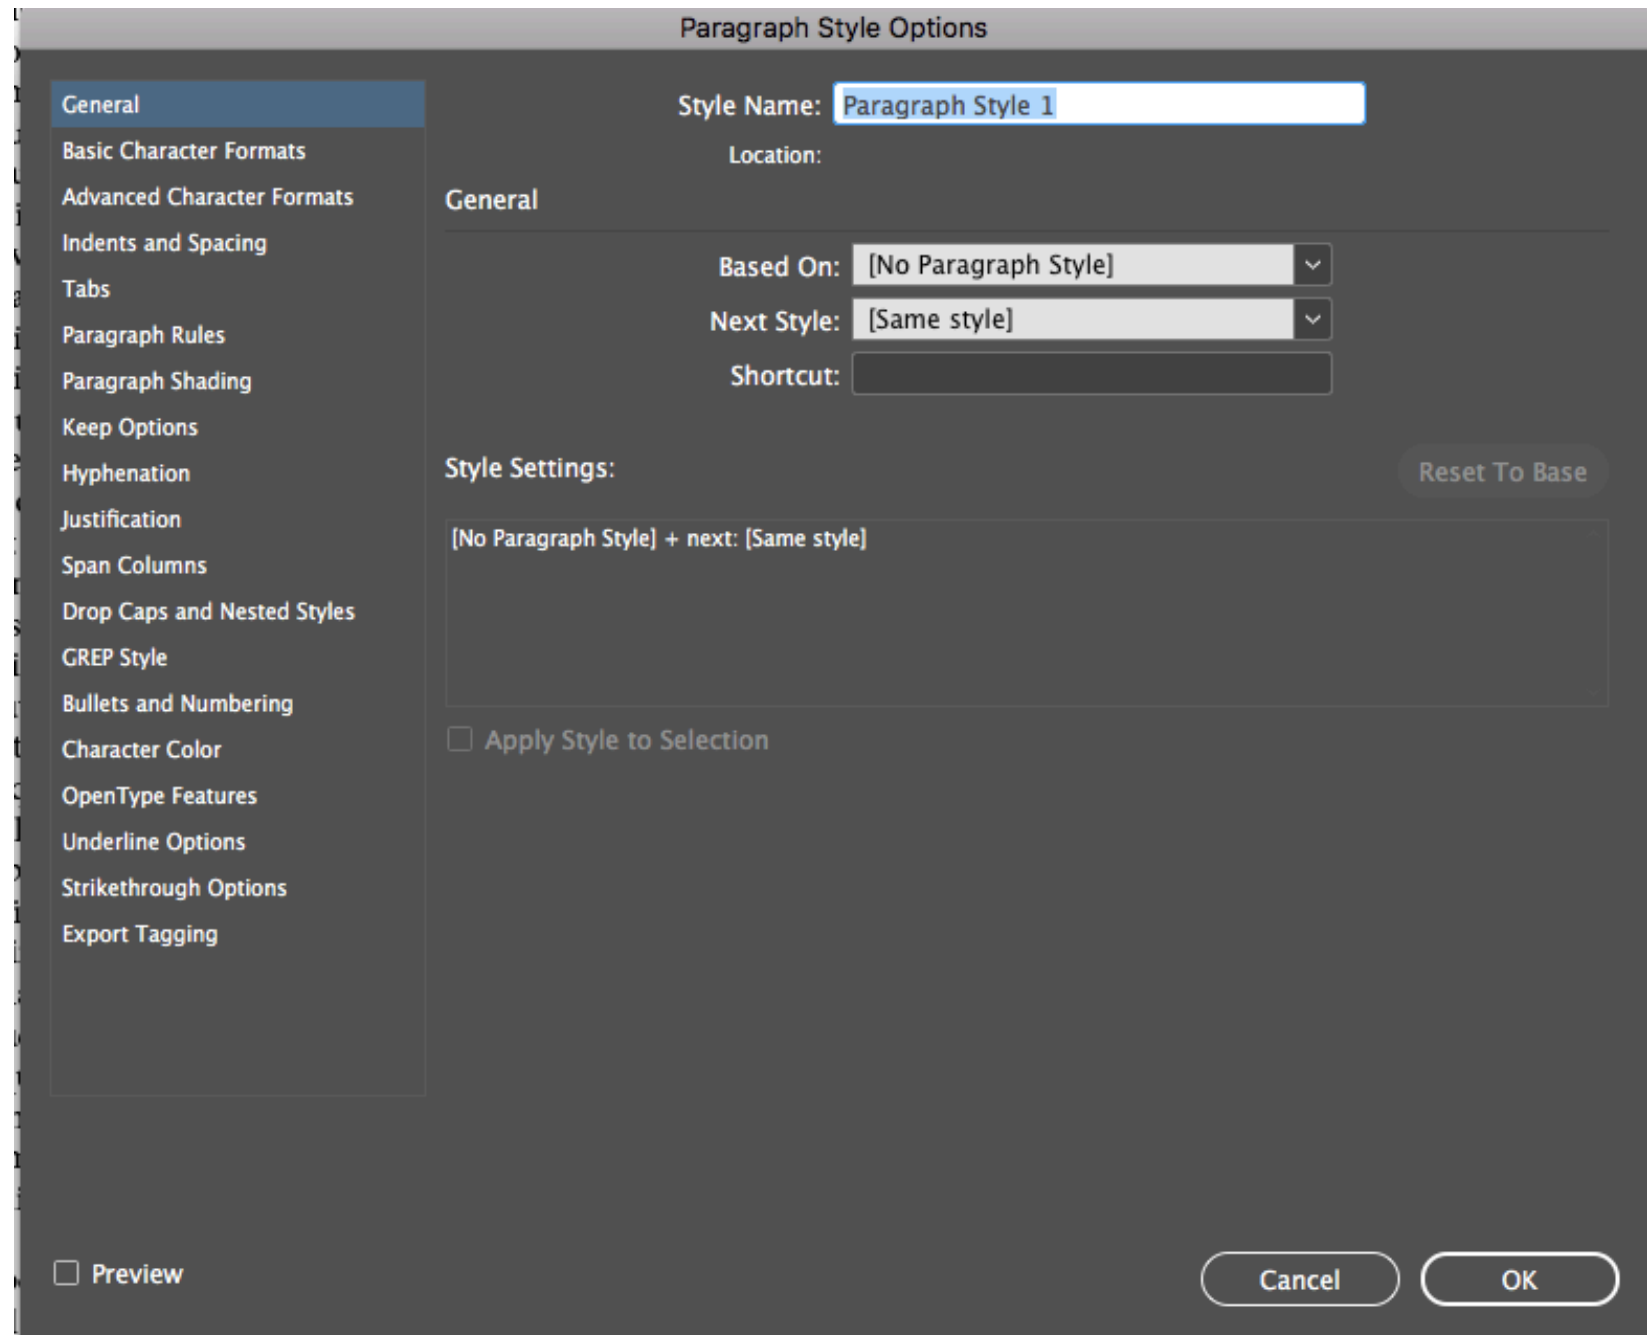 Paragraph Style Options
General
Basic Character Formats
Advanced Character Formats
Indents and Spacing
Tabs
Paragraph Rules
Paragraph Shading
Keep Options
Hyphenation
Justification
Span Columns
Drop Caps and Nested Styles
GREP Style
Bullets and Numbering
Character Color
OpenType Features
Underline Options
Strikethrough Options
Export Tagging
Style Name: Paragraph Style 1
Location:
General
Based On: [No Paragraph Style]
Next Style: [Same style]
Shortcut:
Style Settings:
Reset To Base
[No Paragraph Style] + next: [Same style]
Apply Style to Selection
Preview
Cancel
OK